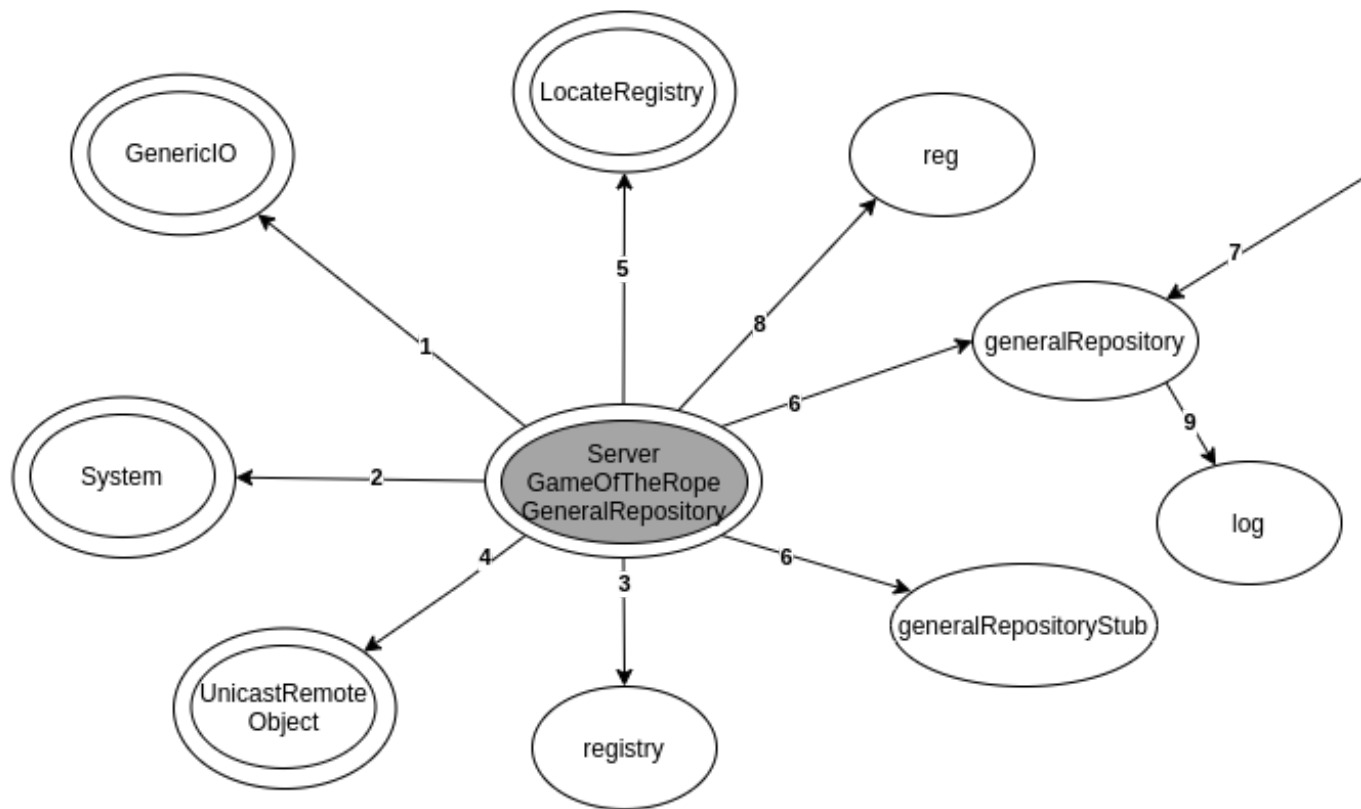 LocateRegistry
GenericIO
reg
7
5
8
generalRepository
1
6
9
Server
GameOfTheRope
GeneralRepository
System
2
log
4
3
6
generalRepositoryStub
UnicastRemote
Object
registry